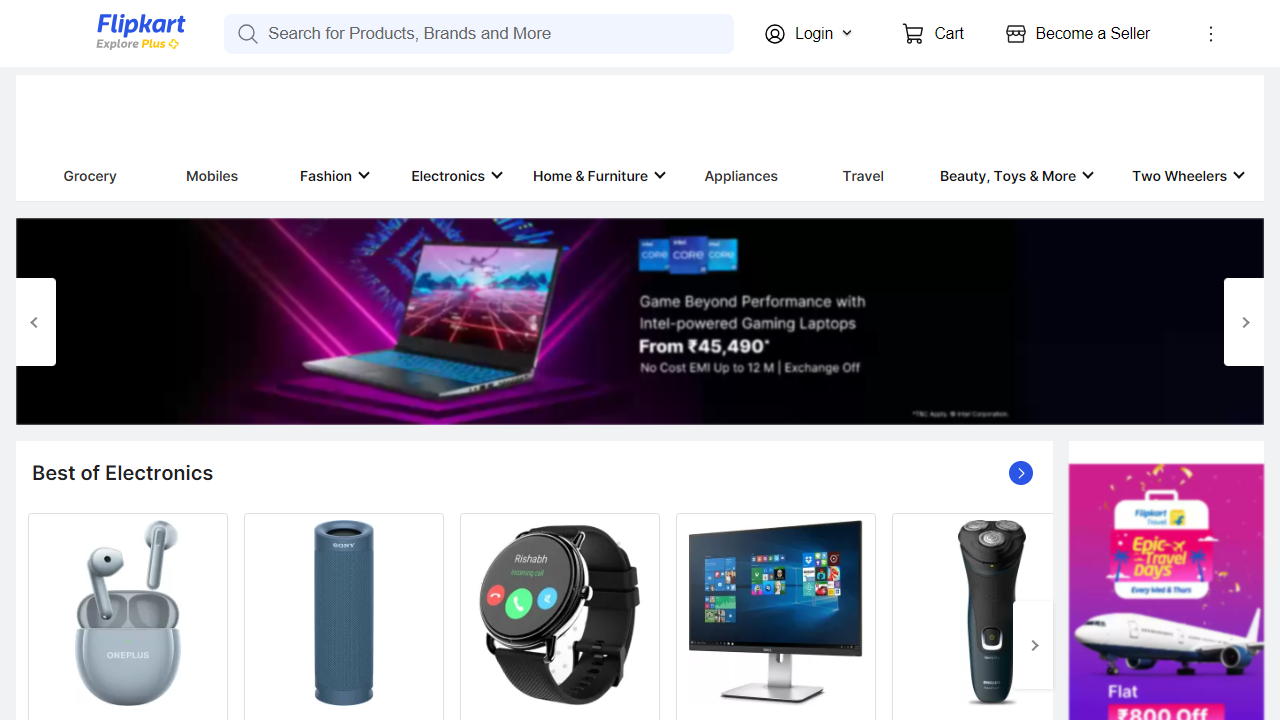 Flipkart
Explore Plus
Search for Products, Brands and More
Login
Cart
Become a Seller
Grocery
Mobiles
Fashion
Electronics
Home & Furniture
Appliances
Travel
Beauty, Toys & More
Two Wheelers
intel intel intel
CORE CORE CORE
Game Beyond Performance with
Intel-powered Gaming Laptops
From ₹45,490*
No Cost EMI Up to 12 M | Exchange Off
*T&C Apply. © Intel Corporation.
Best of Electronics
ONEPLUS
SONY
Rishabh
Incoming call
DELL
PHILIPS
Flipkart
Travel
Epic
Travel
Days
Every Wed & Thurs
Flat
₹800 Off